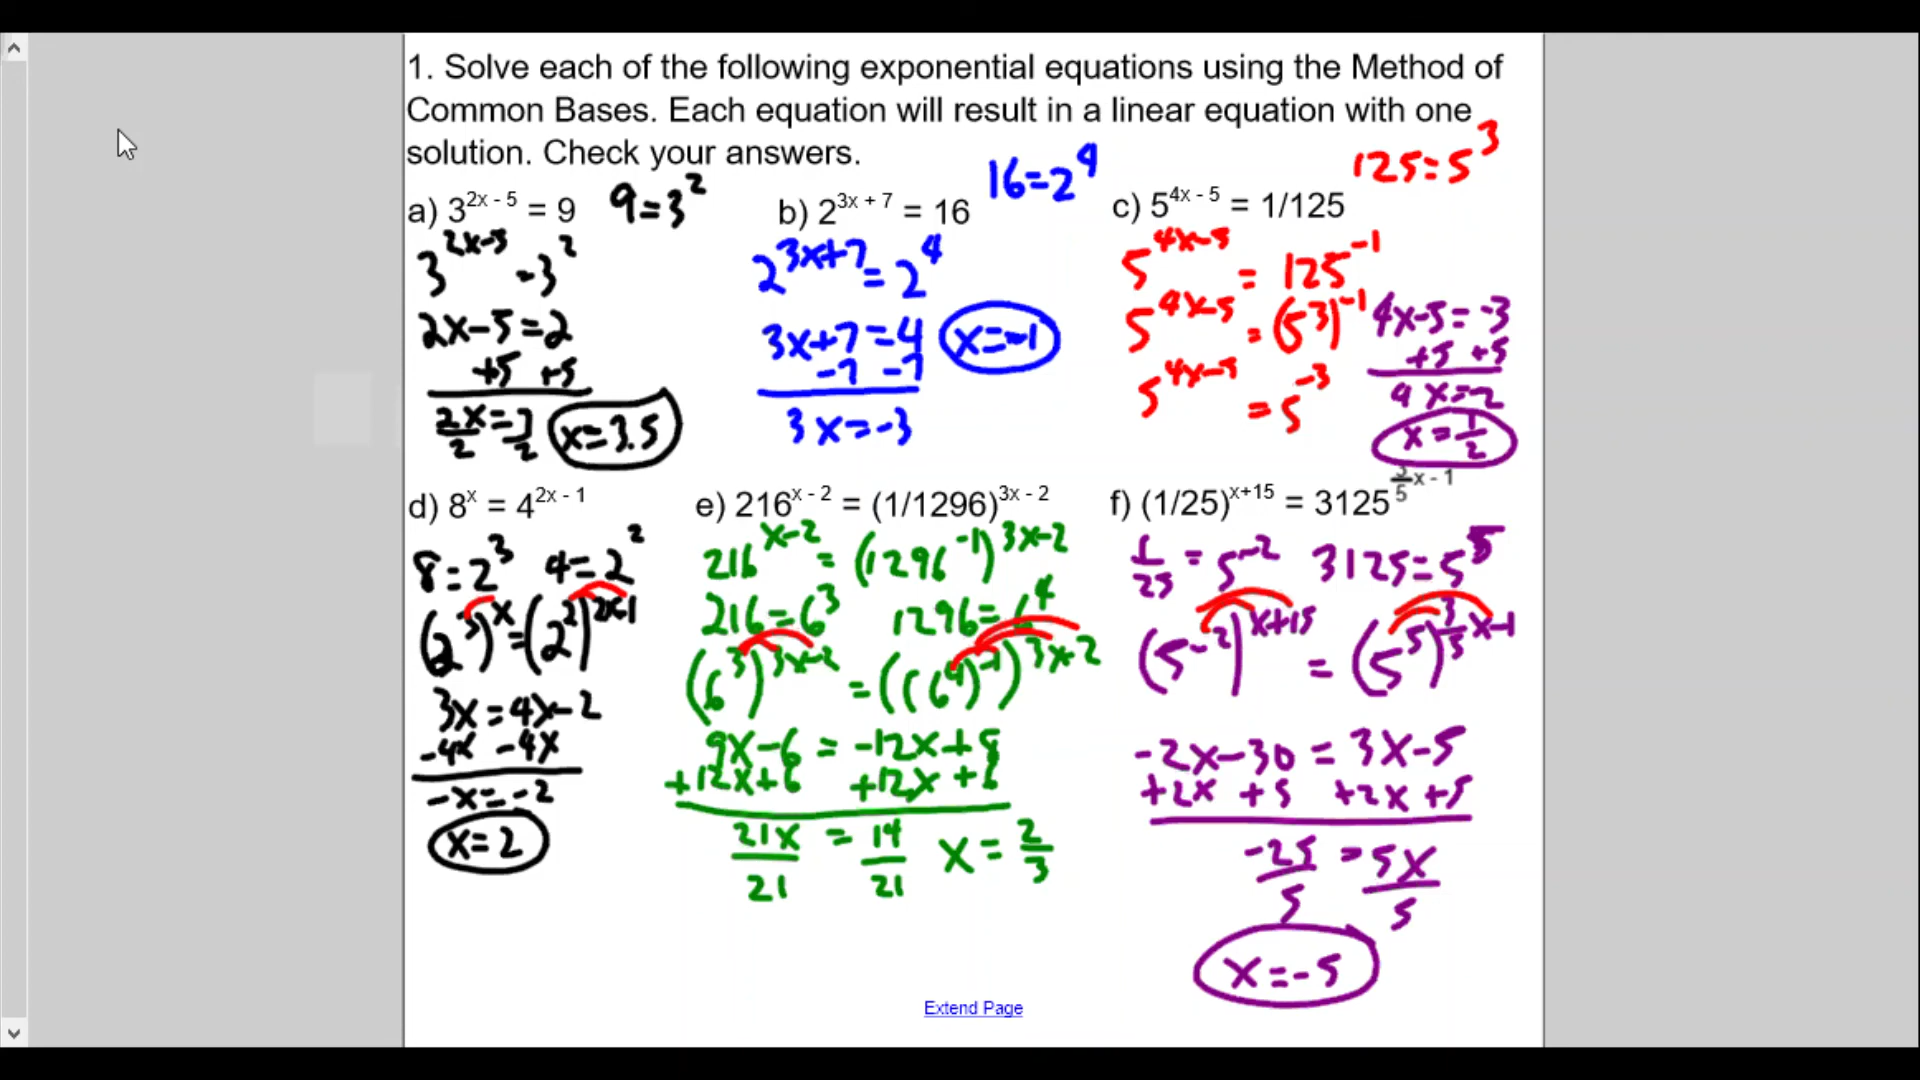 1. Solve each of the following exponential equations using the Method of
Common Bases. Each equation will result in a linear equation with one
solution. Check your answers.
a) 3^(2x - 5) = 9
9=3^2
3^(2x-5) =3^2
2x-5=2
+5 +5
2x/2=7/2
x=3.5
b) 2^(3x + 7) = 16
16=2^4
2^(3x+7) = 2^4
3x+7=4
-7 -7
3x=-3
x=-1
c) 5^(4x - 5) = 1/125
125=5^3
5^(4x-5) = 125^-1
5^(4x-5) = (5^3)^-1
5^(4x-5) = 5^-3
4x-5=-3
+5 +5
4x=2
x=1/2
d) 8^x = 4^(2x - 1)
8=2^3 4=2^2
(2^3)^x=(2^2)^(2x-1)
3x=4x-2
-4x -4x
-x=-2
x=2
e) 216^(x - 2) = (1/1296)^(3x - 2)
216^(x-2) = (1296^-1)^(3x-2)
216=6^3 1296=6^4
(6^3)^(3x-2) = ((6^4)^-1)^(3x-2)
9x-6 = -12x+8
+12x+6 +12x +6
21x/21 = 14/21 x = 2/3
f) (1/25)^(x+15) = 3125^(3/5x - 1)
1/25 = 5^-2 3125=5^5
(5^-2)^(x+15) = (5^5)^(3/5x-1)
-2x-30 = 3x-5
+2x +5 +2x +5
-25/5 = 5x/5
x=-5
Extend Page